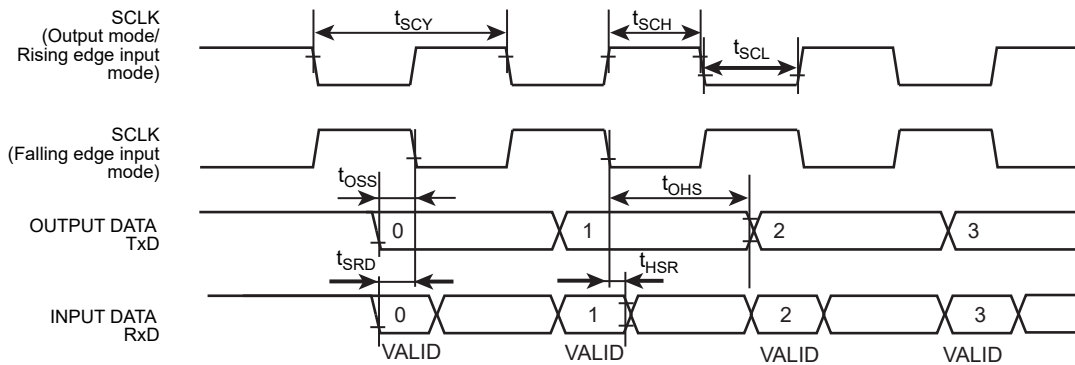 SCLK
(Output mode/
Rising edge input
mode)
tSCY
tSCH
tSCL
SCLK
(Falling edge input
mode)
tOSS
tOHS
OUTPUT DATA
TxD
0
1
2
3
tSRD
tHSR
INPUT DATA
RxD
0
1
2
3
VALID
VALID
VALID
VALID